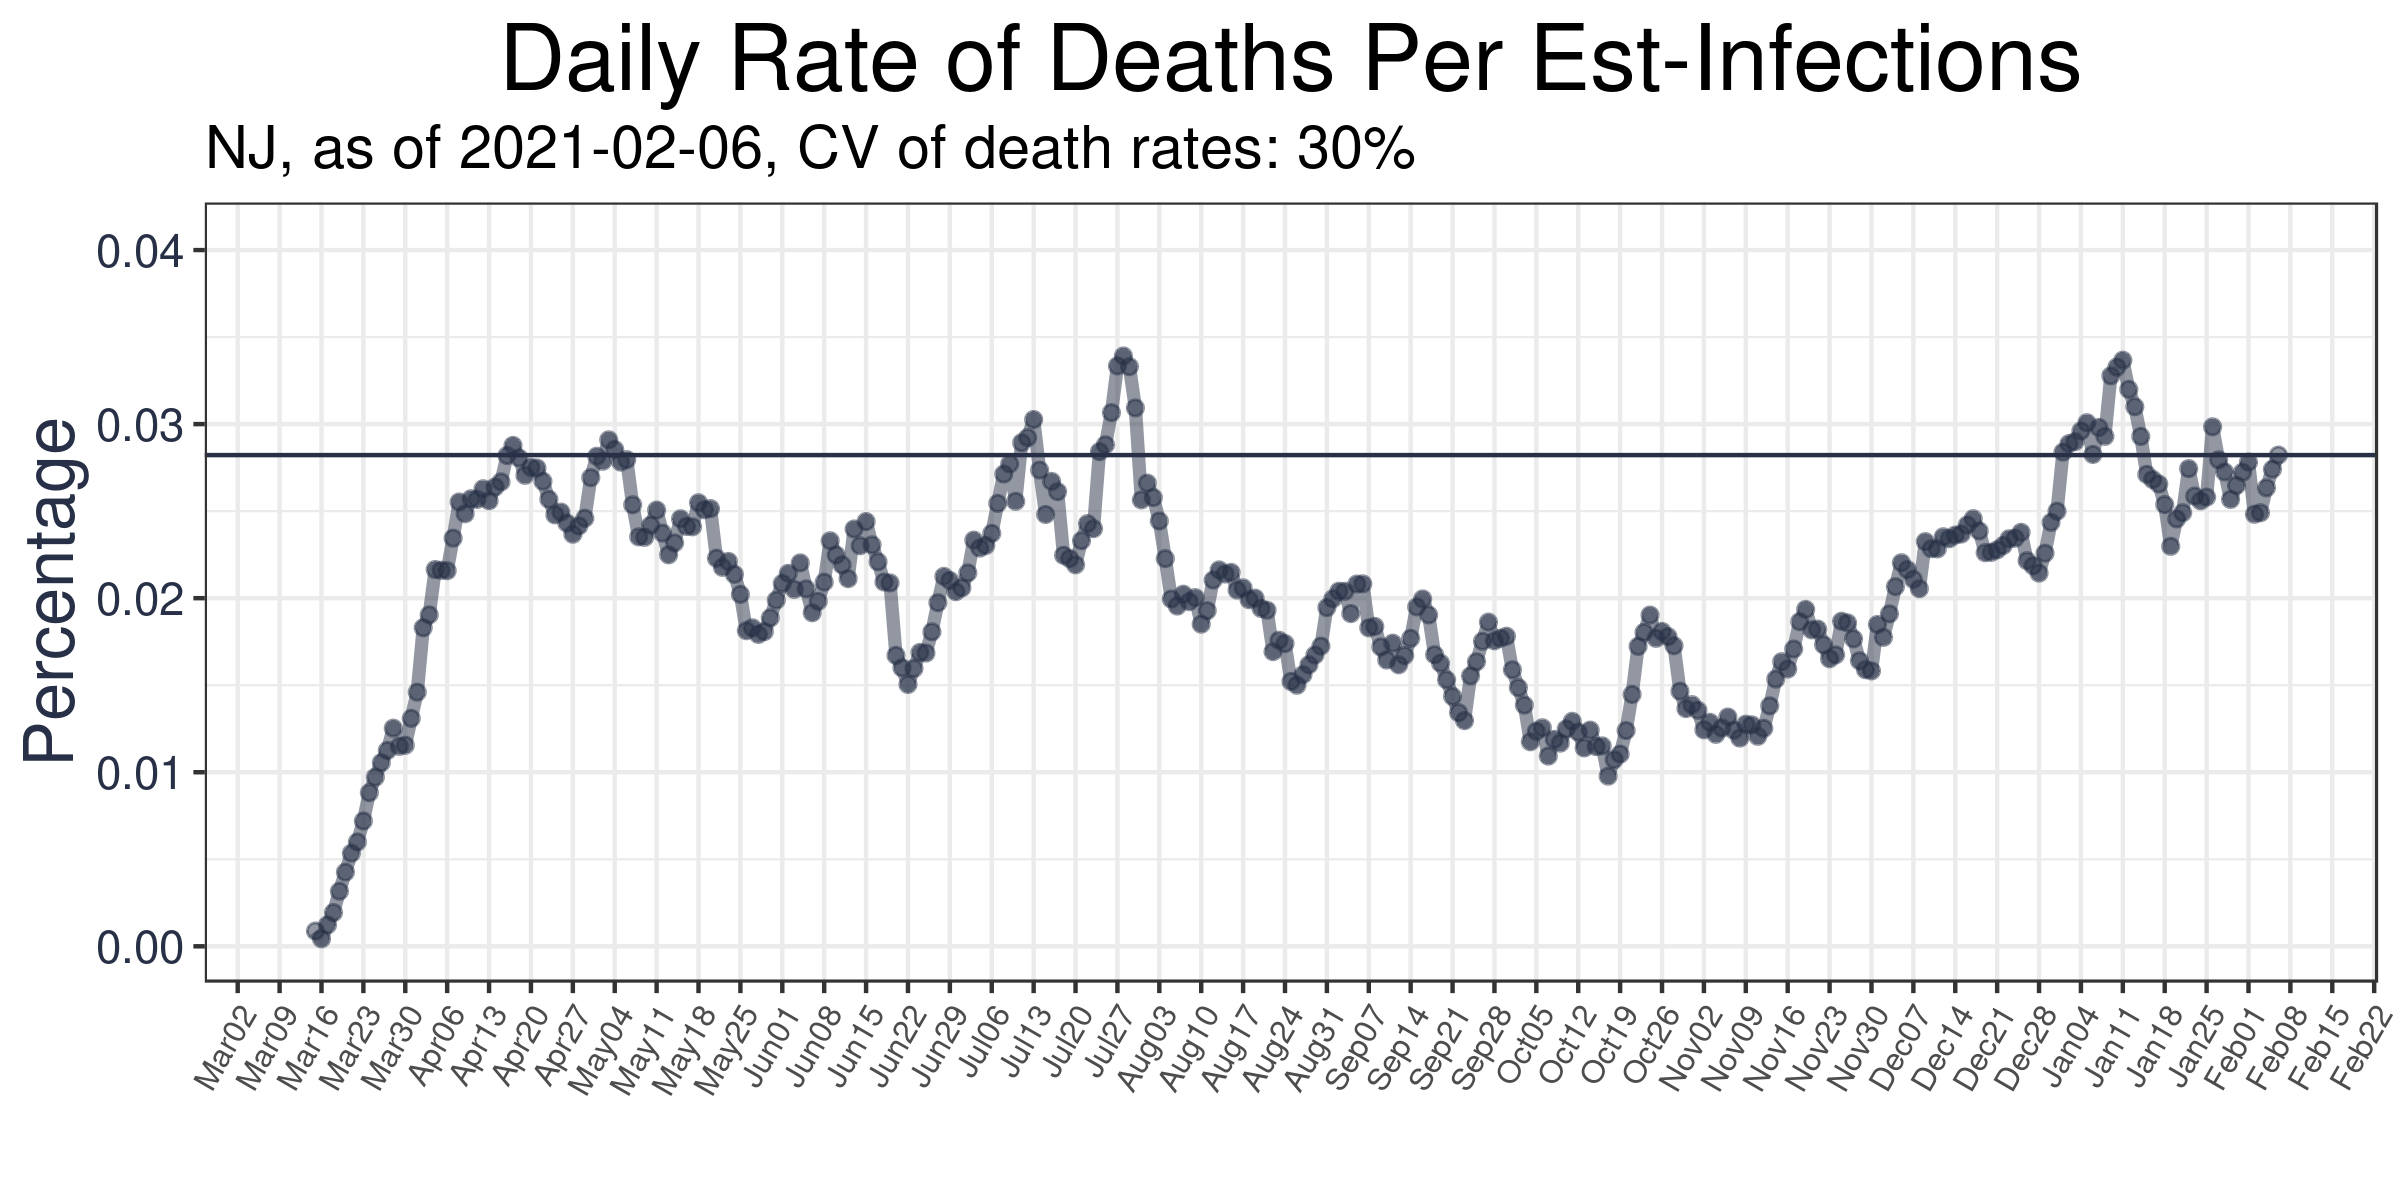 Daily Rate of Deaths Per Est-Infections
NJ, as of 2021-02-06, CV of death rates: 30%
Percentage
0.04
0.03
0.02
0.01
0.00
Mar02
Mar09
Mar16
Mar23
Mar30
Apr06
Apr13
Apr20
Apr27
May04
May11
May18
May25
Jun01
Jun08
Jun15
Jun22
Jun29
Jul06
Jul13
Jul20
Jul27
Aug03
Aug10
Aug17
Aug24
Aug31
Sep07
Sep14
Sep21
Sep28
Oct05
Oct12
Oct19
Oct26
Nov02
Nov09
Nov16
Nov23
Nov30
Dec07
Dec14
Dec21
Dec28
Jan04
Jan11
Jan18
Jan25
Feb01
Feb08
Feb15
Feb22